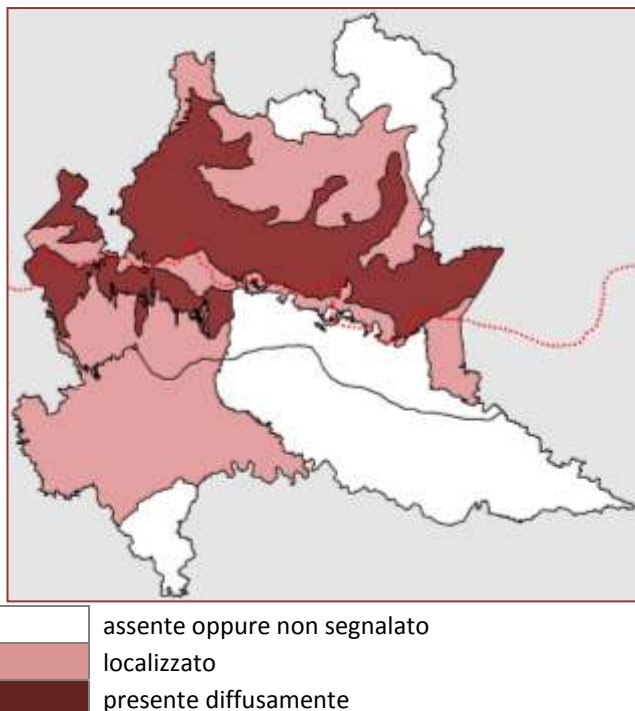 assente oppure non segnalato
localizzato
presente diffusamente